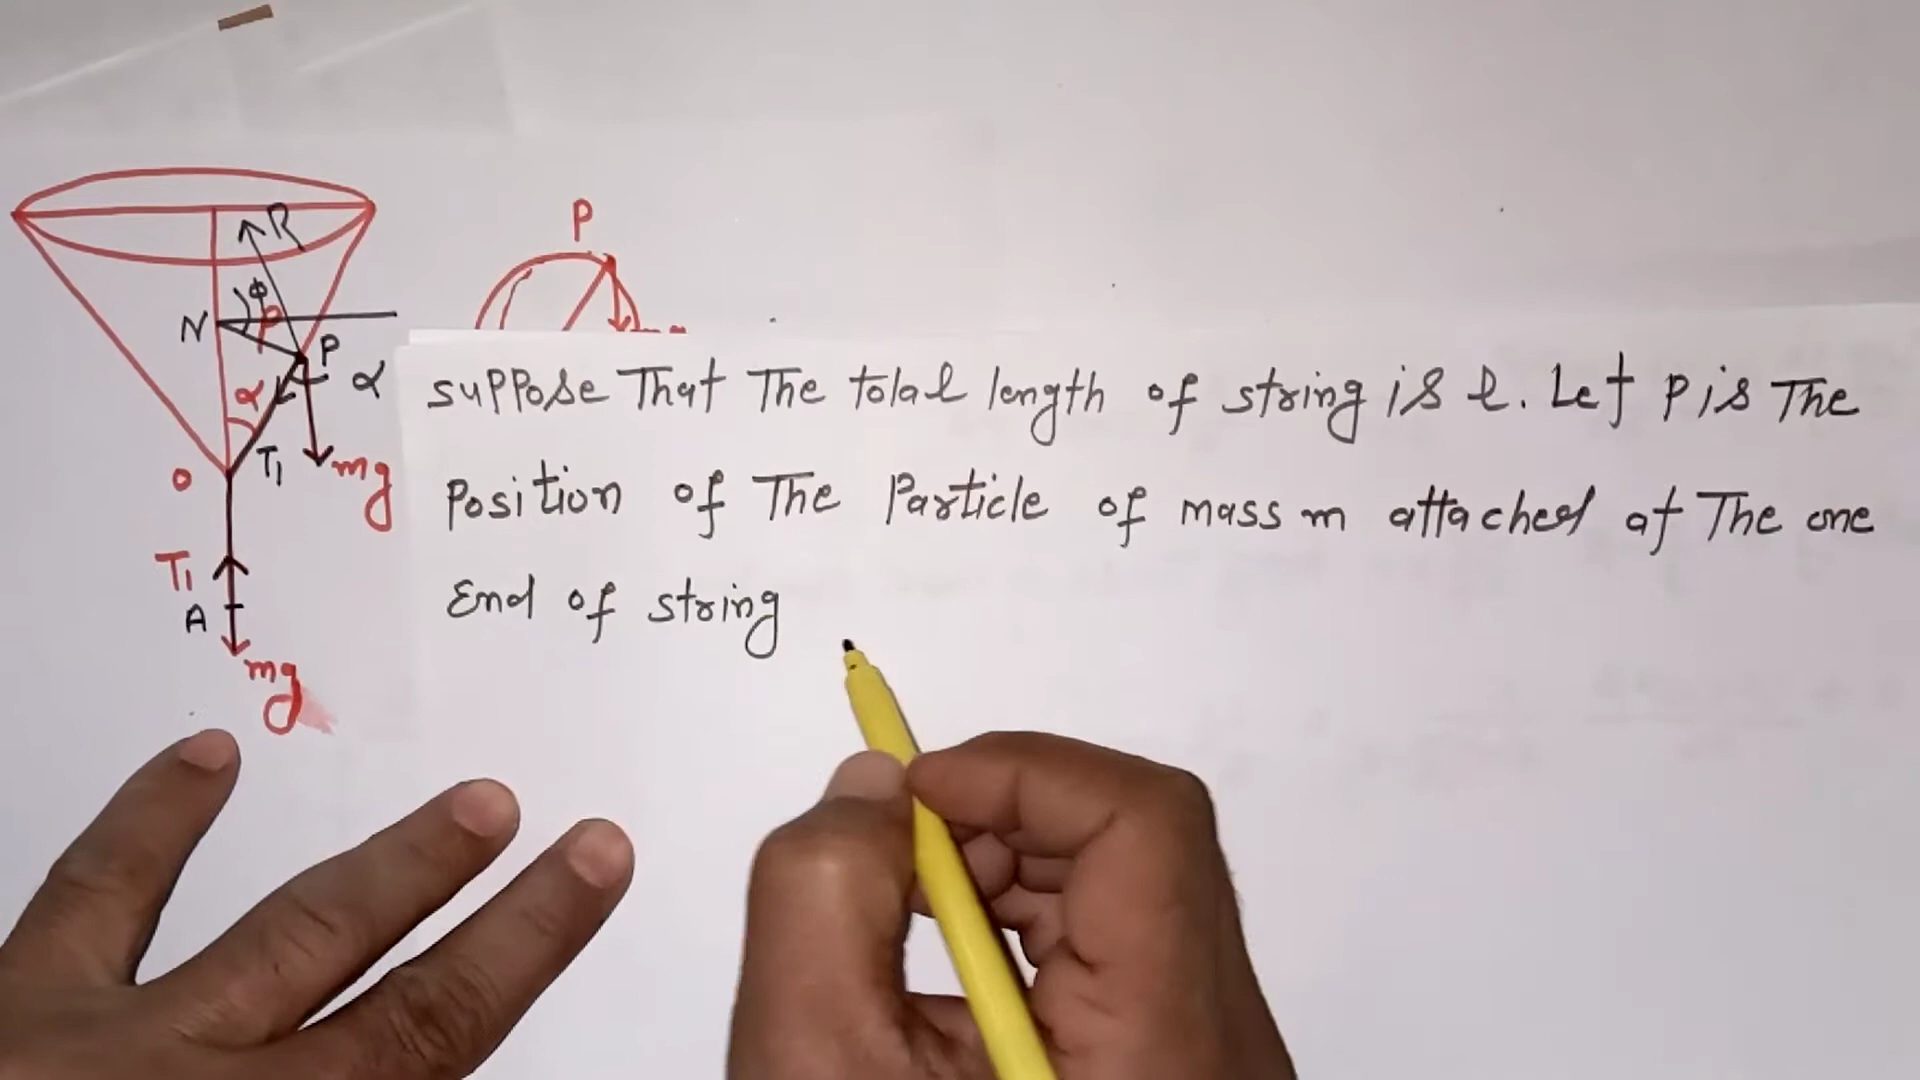 R
P
φ
N
P
P
α
α
suppose That The total length of string is l. Let p is The
O
T1
mg
Position of The Particle of mass m attached at The one
T1
A
End of string
mg